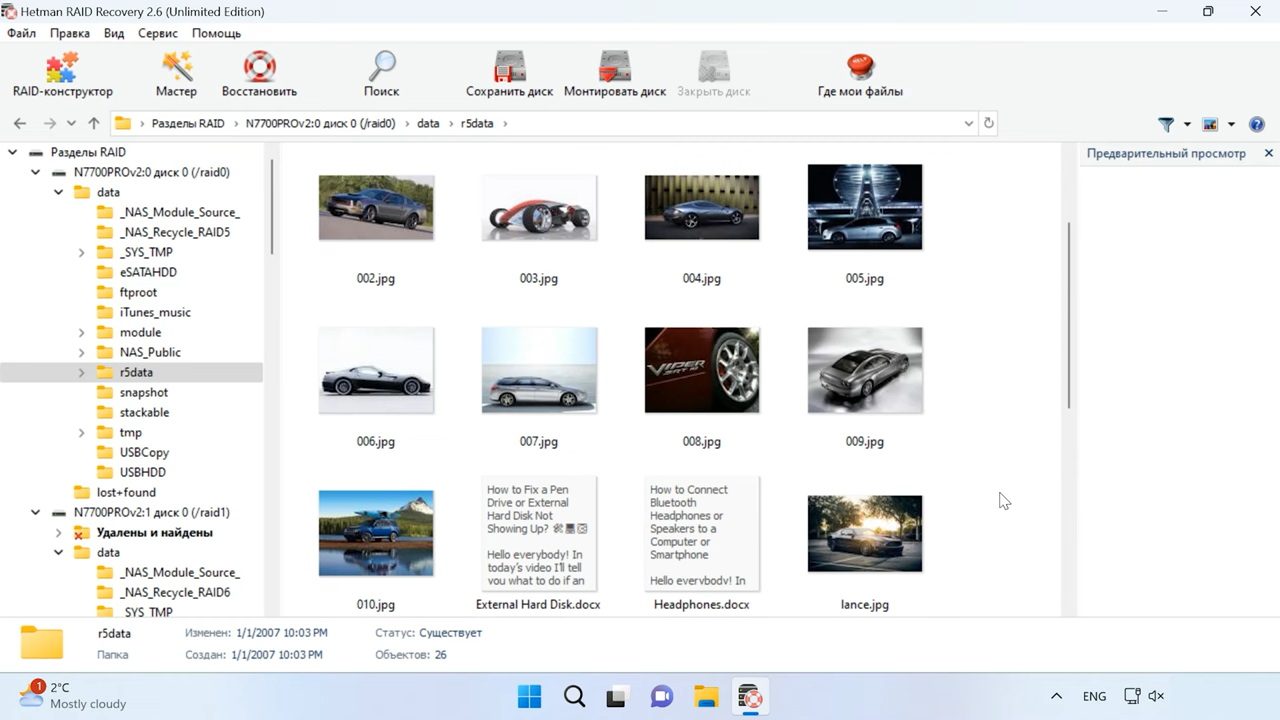 Hetman RAID Recovery 2.6 (Unlimited Edition)
Файл Правка Вид Сервис Помощь
RAID-конструктор Мастер Восстановить Поиск Сохранить диск Монтировать диск Закрыть диск Где мои файлы
Разделы RAID N7700PROv2:0 диск 0 (/raid0) data r5data
Разделы RAID
N7700PROv2:0 диск 0 (/raid0)
data
_NAS_Module_Source_
_NAS_Recycle_RAID5
_SYS_TMP
eSATAHDD
ftproot
iTunes_music
module
NAS_Public
r5data
snapshot
stackable
tmp
USBCopy
USBHDD
lost+found
N7700PROv2:1 диск 0 (/raid1)
Удалены и найдены
data
_NAS_Module_Source_
_NAS_Recycle_RAID6
SYS TMP
002.jpg 003.jpg 004.jpg 005.jpg
VIPER
SRT-10
006.jpg 007.jpg 008.jpg 009.jpg
How to Fix a Pen
Drive or External
Hard Disk Not
Showing Up?
Hello everybody! In
today's video I'll tell
you what to do if an
How to Connect
Bluetooth
Headphones or
Speakers to a
Computer or
Smartphone
Hello everybody! In
010.jpg External Hard Disk.docx Headphones.docx lance.jpg
Предварительный просмотр
r5data Изменен: 1/1/2007 10:03 PM Статус: Существует
Папка Создан: 1/1/2007 10:03 PM Объектов: 26
1
2°C
Mostly cloudy
ENG